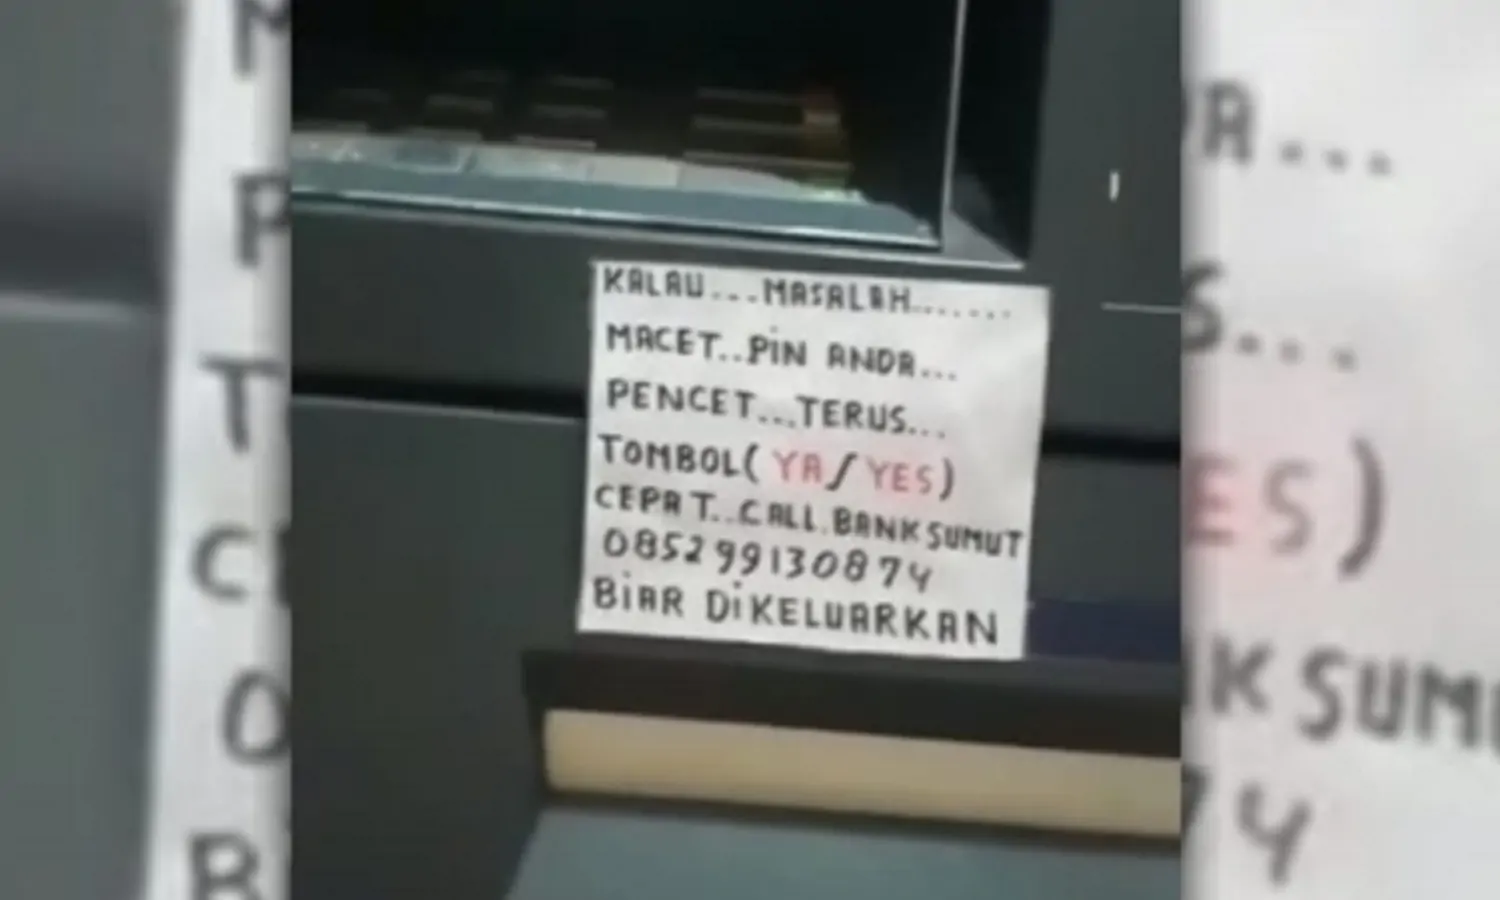 KALAU...MASALAH.......
MACET..PIN ANDA...
PENCET...TERUS...
TOMBOL( YA/YES)
CEPAT..CALL.BANKSUMUT
085299130874
BIAR DIKELUARKAN